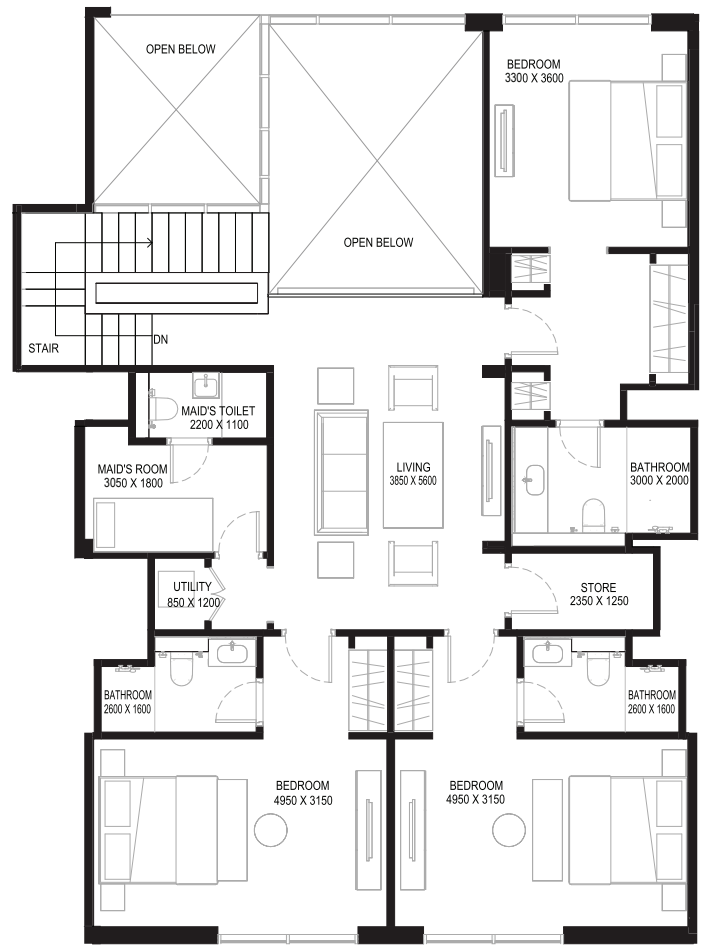 OPEN BELOW
BEDROOM
3300 X 3600
OPEN BELOW
DN
STAIR
MAID'S TOILET
2200 X 1100
MAID'S ROOM
3050 X 1800
LIVING
3850 X 5600
BATHROOM
3000 X 2000
UTILITY
850 X 1200
STORE
2350 X 1250
BATHROOM
2600 X 1600
BATHROOM
2600 X 1600
BEDROOM
4950 X 3150
BEDROOM
4950 X 3150